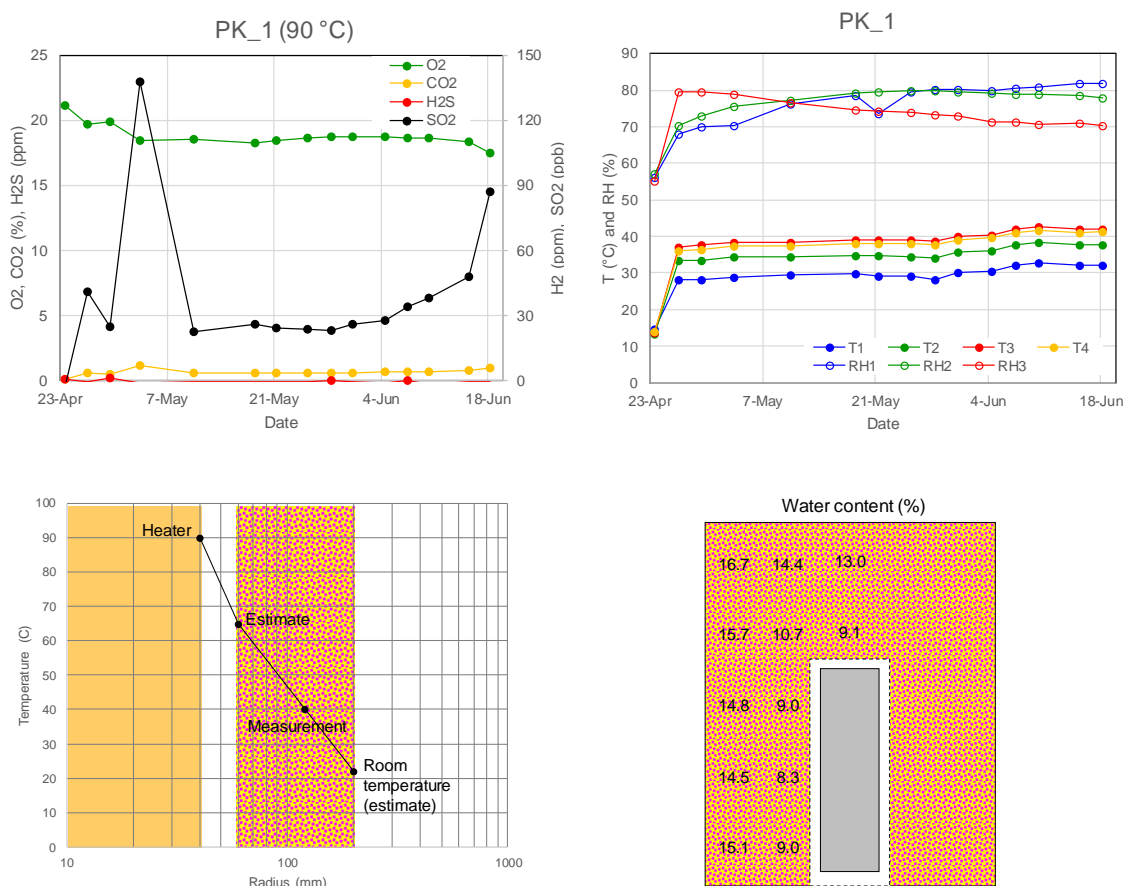 PK_1 (90 °C)
25
20
15
10
5
0
O2, CO2 (%), H2S (ppm)
150
120
90
60
30
0
H2 (ppm), SO2 (ppb)
O2
CO2
H2S
SO2
23-Apr 7-May 21-May 4-Jun 18-Jun
Date
PK_1
90
80
70
60
50
40
30
20
10
0
T (°C) and RH (%)
T1 T2 T3 T4
RH1 RH2 RH3
23-Apr 7-May 21-May 4-Jun 18-Jun
Date
100
90
80
70
60
50
40
30
20
10
0
Temperature (C)
Heater
Estimate
Measurement
Room
temperature
(estimate)
10 100 1000
Radius (mm)
Water content (%)
16.7 14.4 13.0
15.7 10.7 9.1
14.8 9.0
14.5 8.3
15.1 9.0